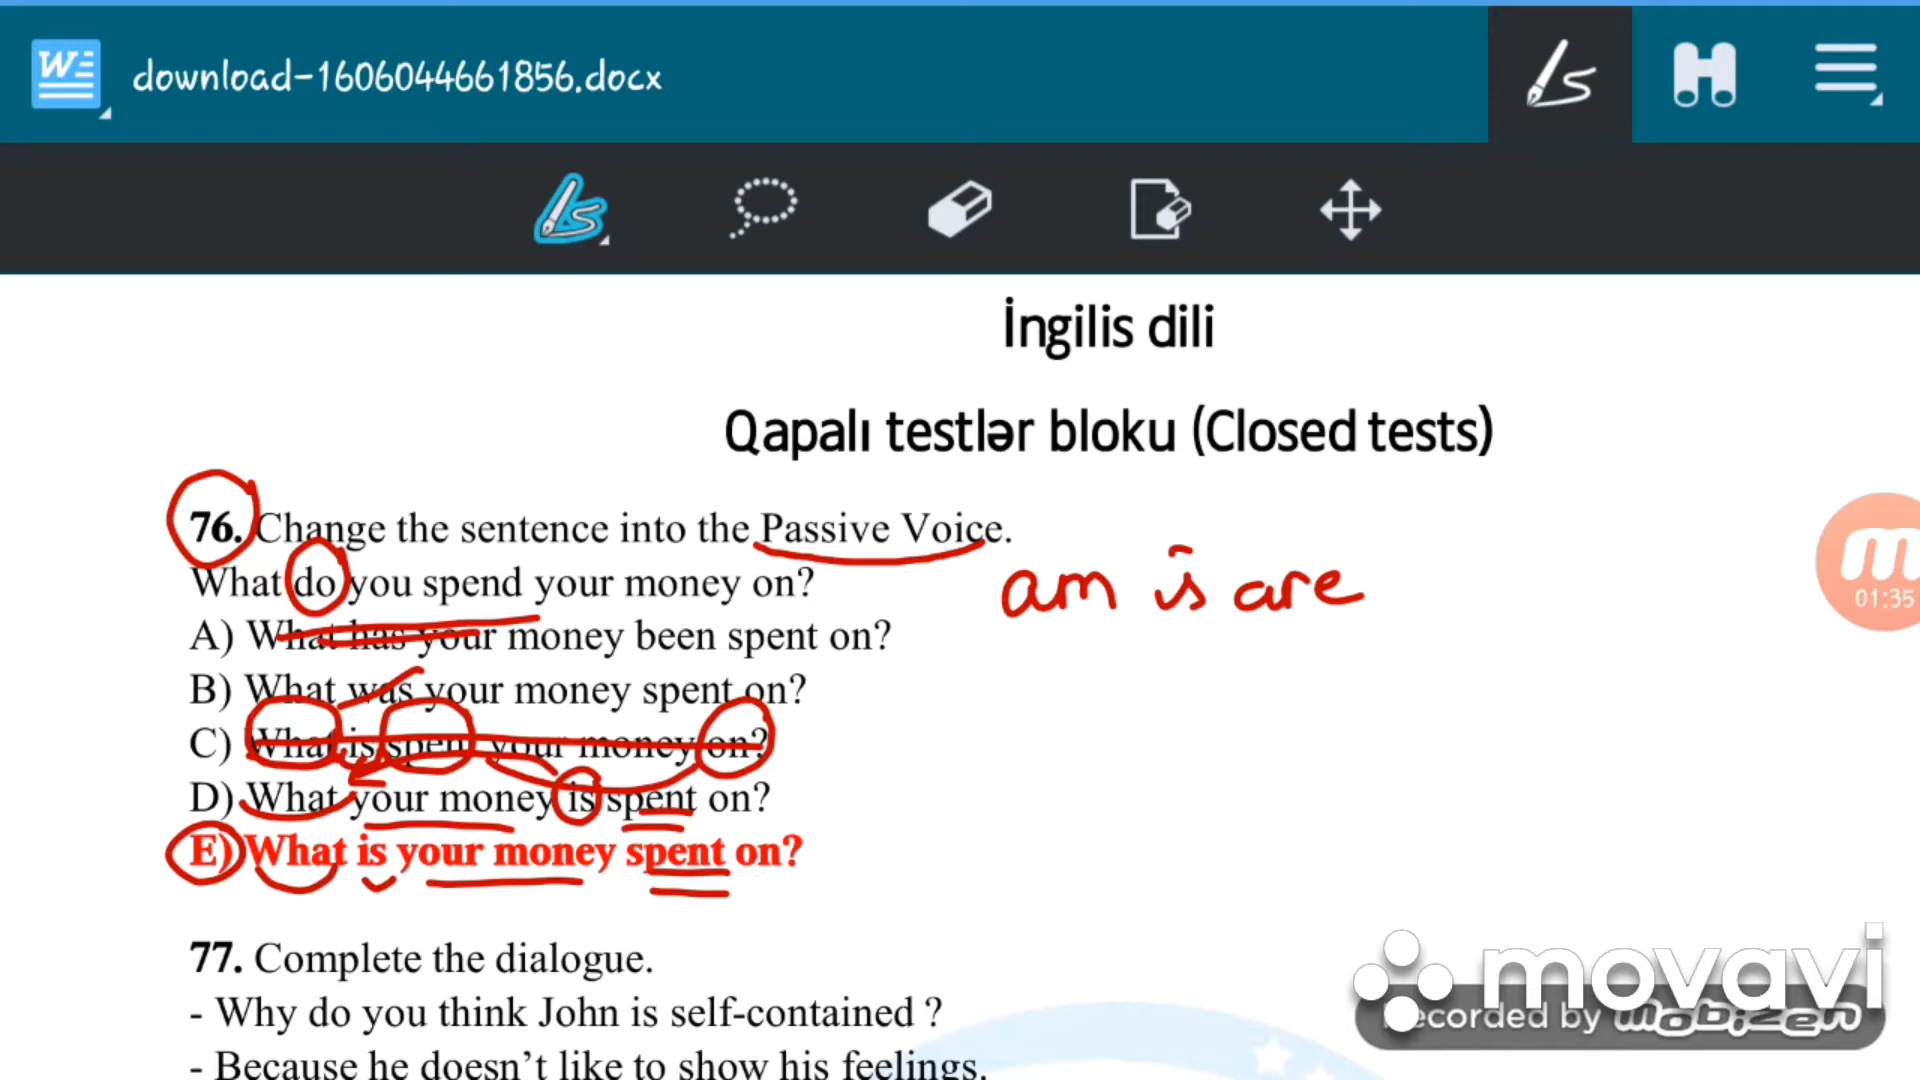 download-1606044661856.docx
İngilis dili
Qapalı testlər bloku (Closed tests)
76. Change the sentence into the Passive Voice.
What do you spend your money on?
am is are
A) What has your money been spent on?
B) What was your money spent on?
C) What is spent your money on?
D) What your money is spent on?
E) What is your money spent on?
77. Complete the dialogue.
- Why do you think John is self-contained ?
- Because he doesn't like to show his feelings.
01:35
movavi
Recorded by mobizen